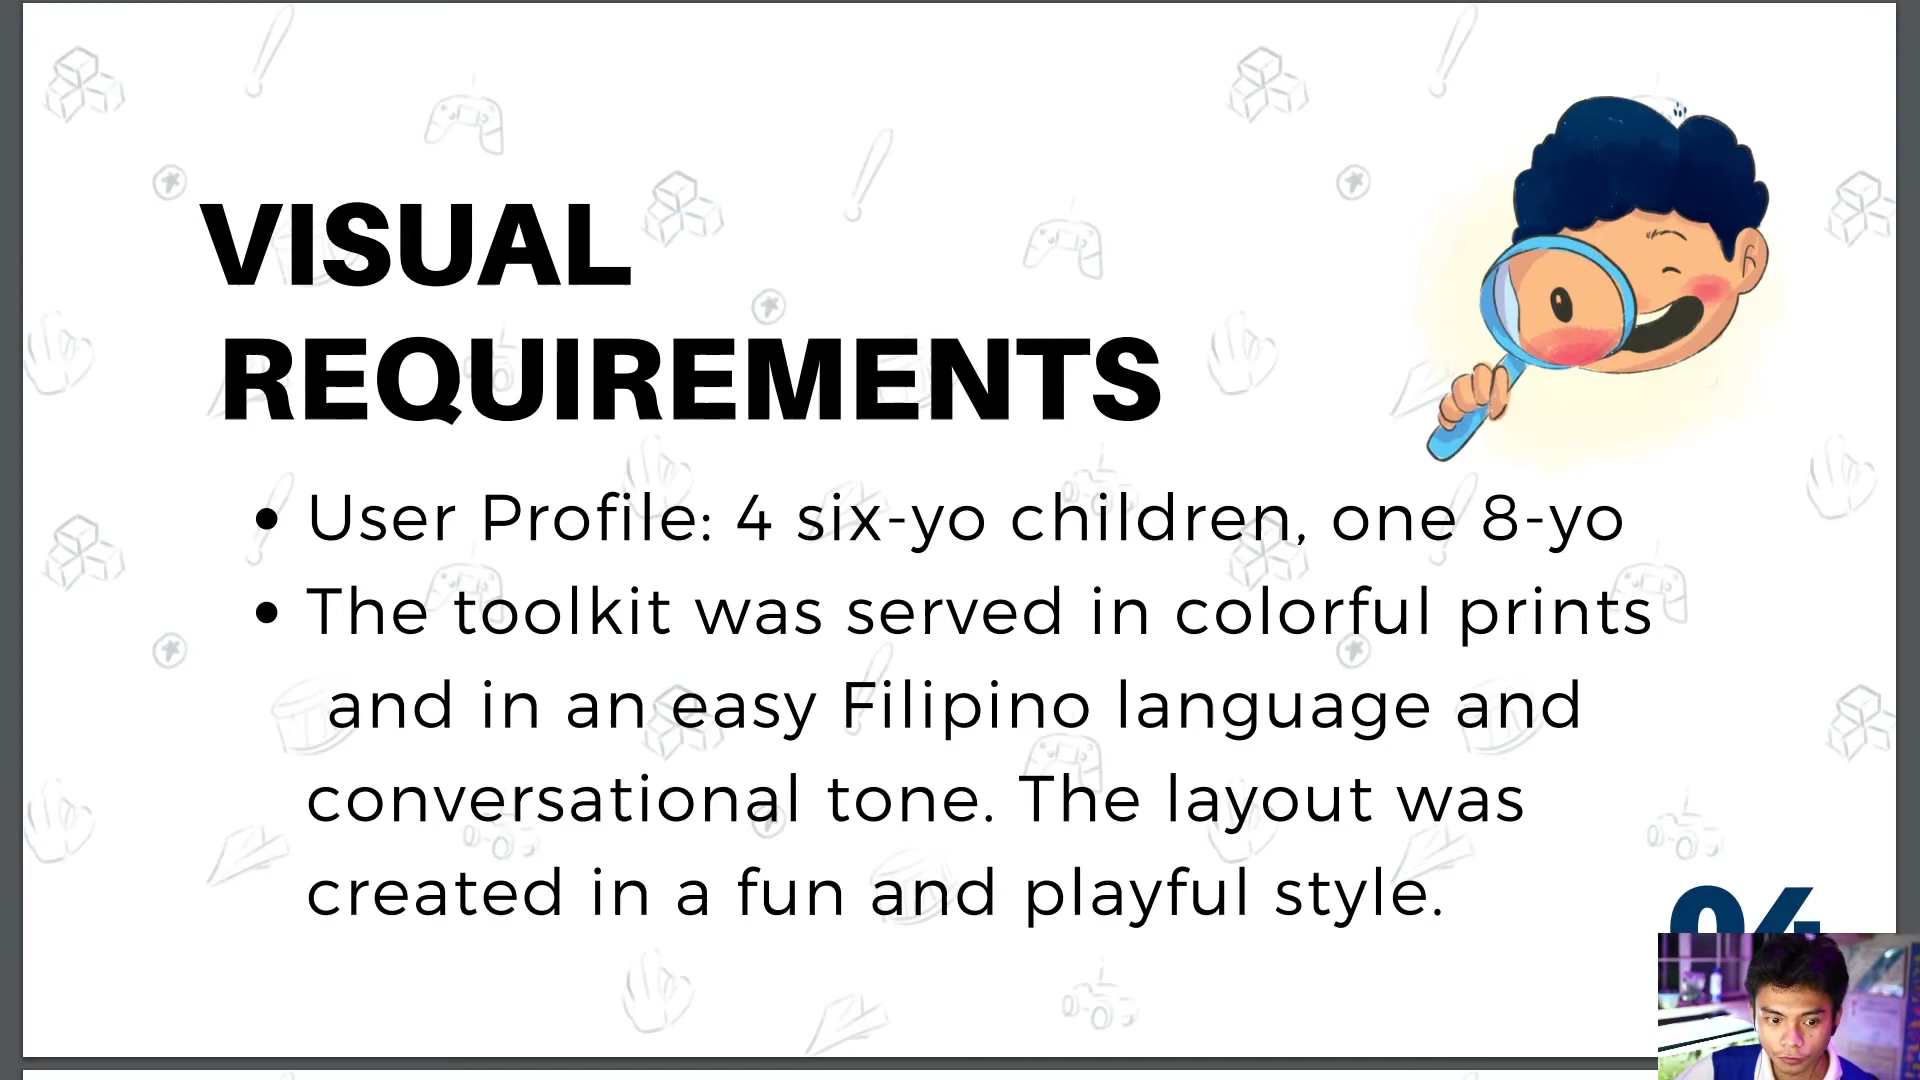 VISUAL
REQUIREMENTS
• User Profile: 4 six-yo children, one 8-yo
• The toolkit was served in colorful prints
and in an easy Filipino language and
conversational tone. The layout was
created in a fun and playful style.
04